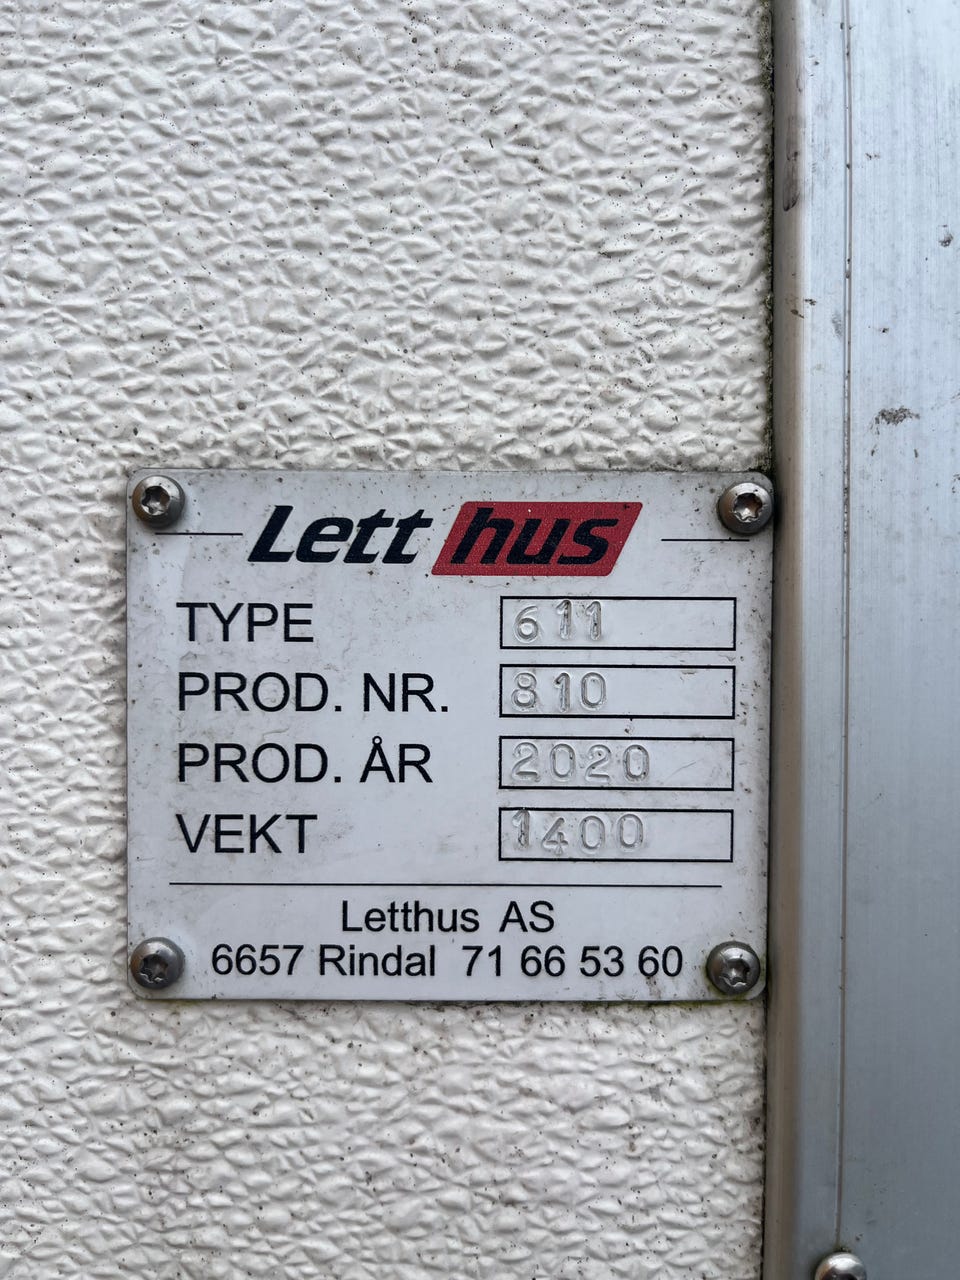 Lett hus
TYPE 611
PROD. NR. 810
PROD. ÅR 2020
VEKT 1400
Letthus AS
6657 Rindal 71 66 53 60